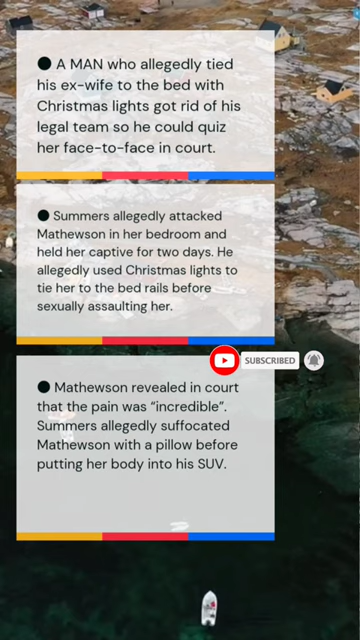 ● A MAN who allegedly tied
his ex-wife to the bed with
Christmas lights got rid of his
legal team so he could quiz
her face-to-face in court.
● Summers allegedly attacked
Mathewson in her bedroom and
held her captive for two days. He
allegedly used Christmas lights to
tie her to the bed rails before
sexually assaulting her.
SUBSCRIBED
● Mathewson revealed in court
that the pain was “incredible”.
Summers allegedly suffocated
Mathewson with a pillow before
putting her body into his SUV.